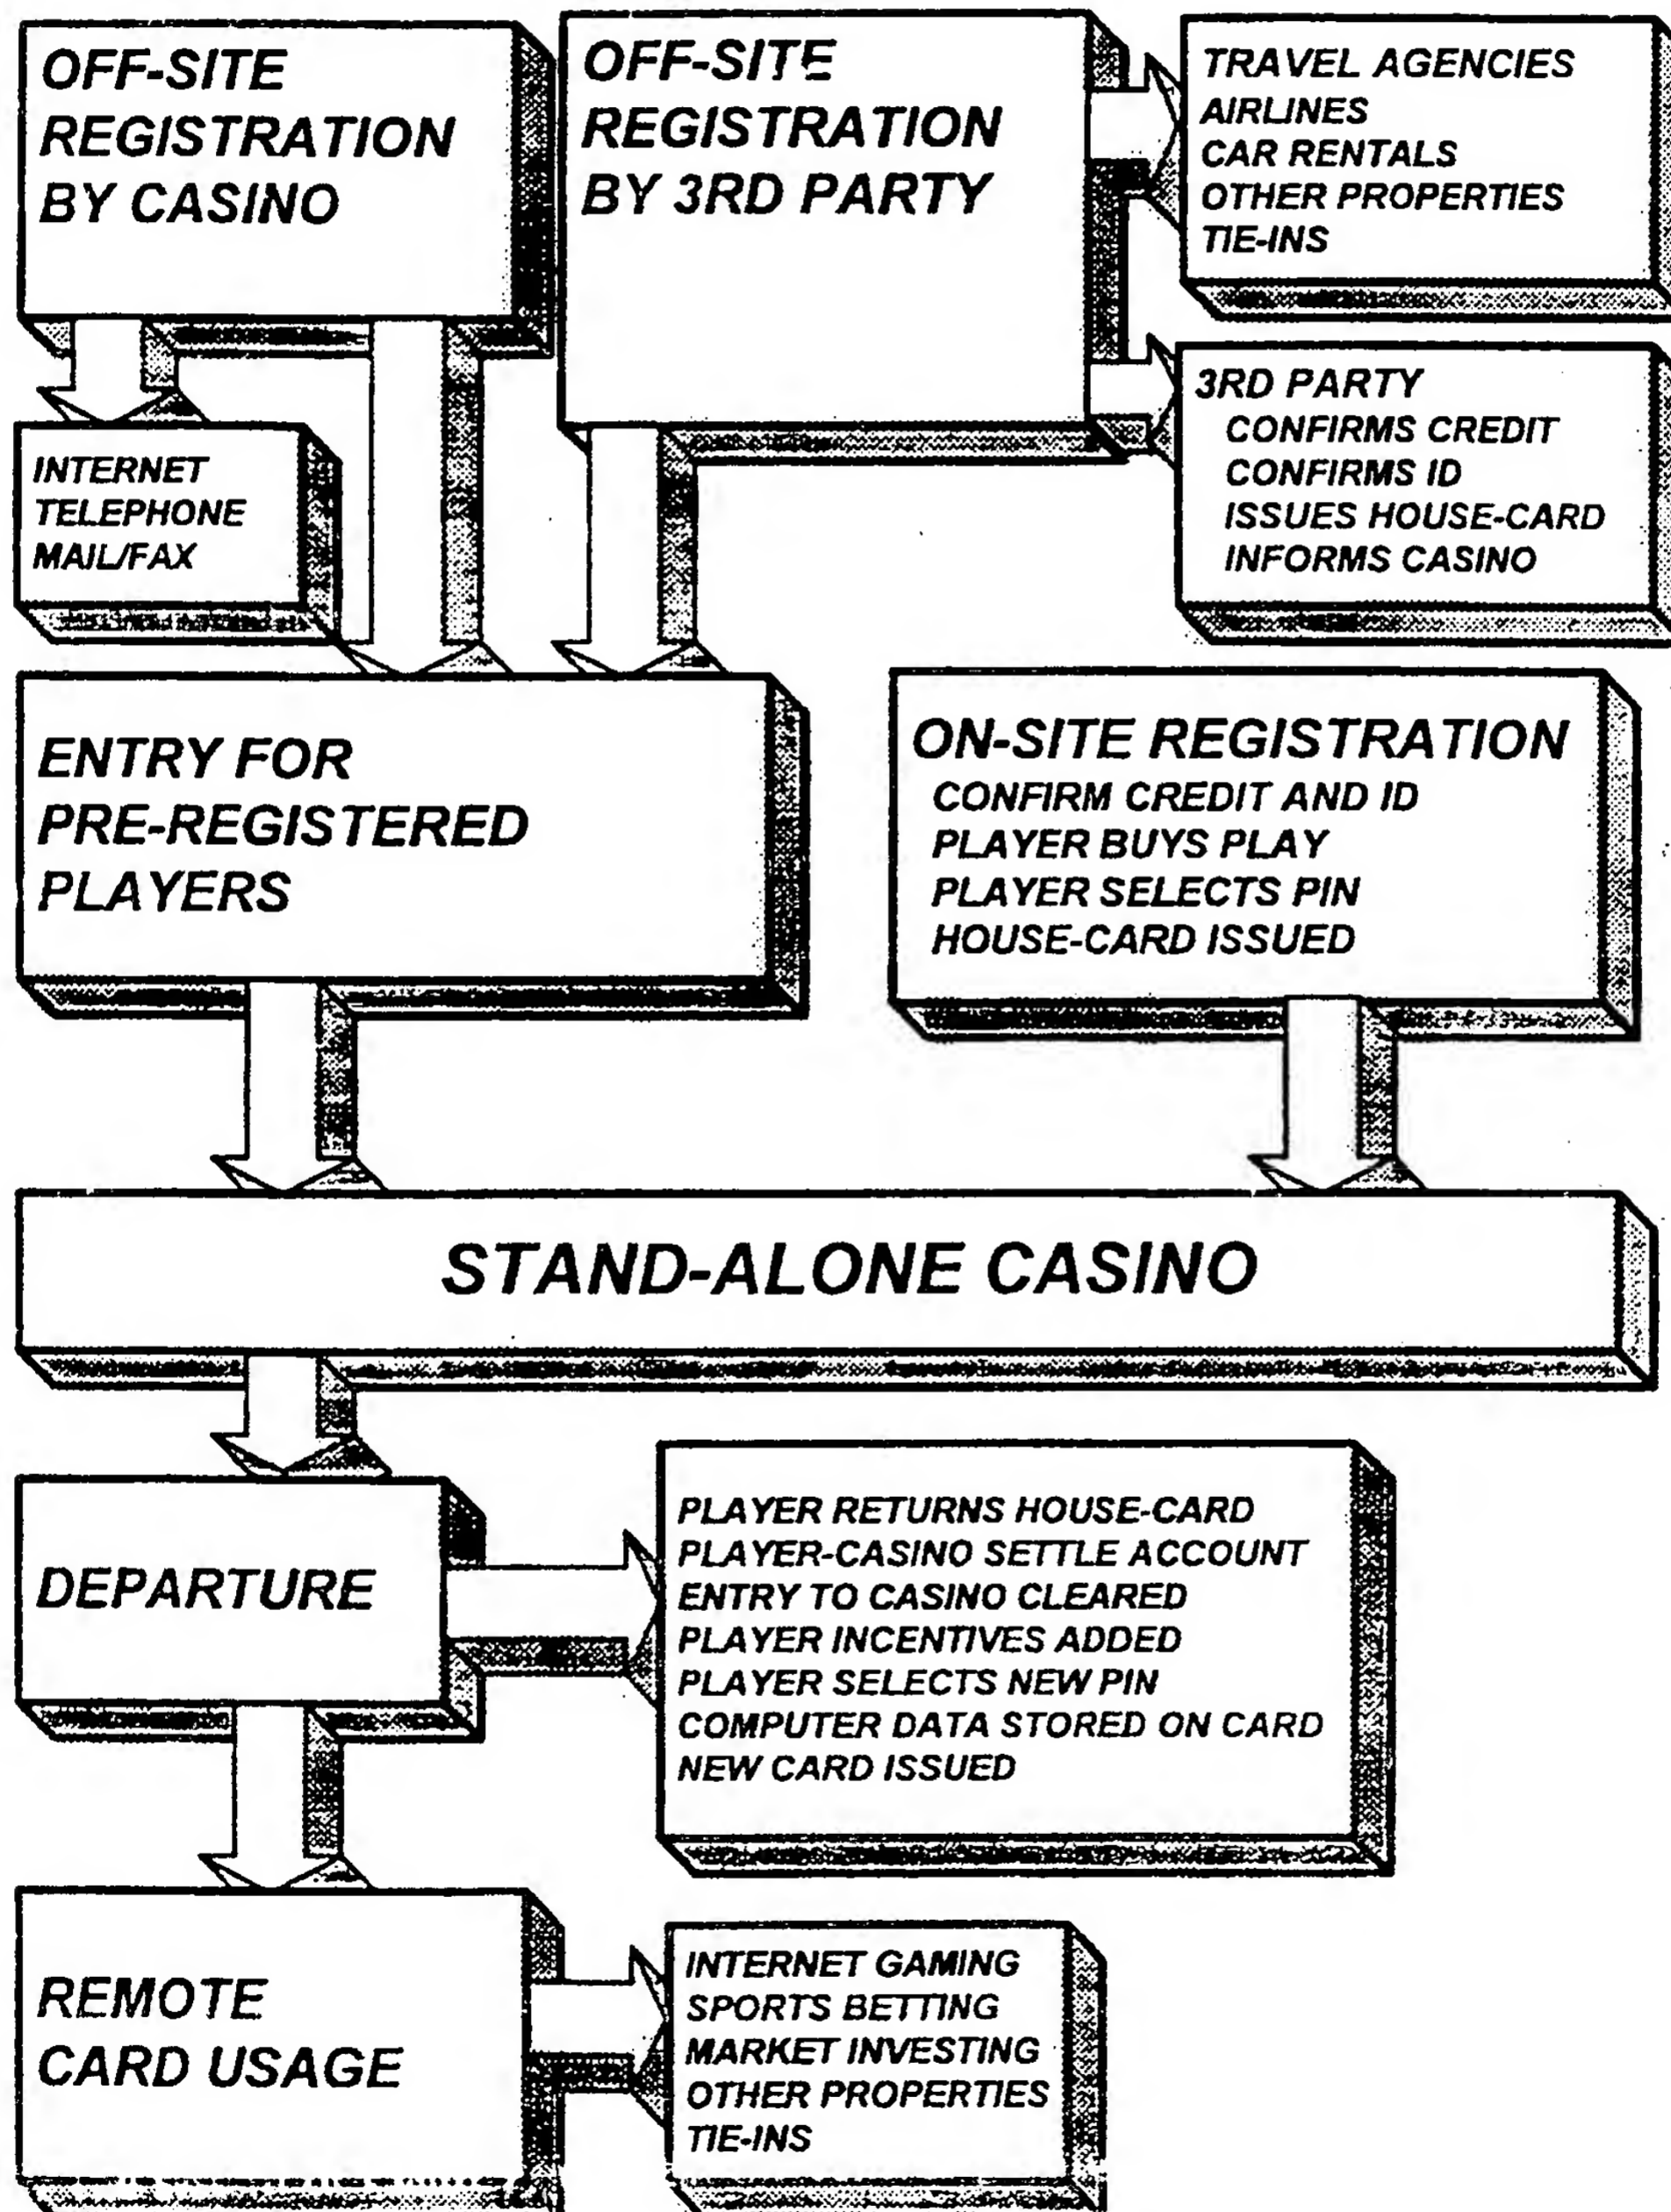 OFF-SITE
REGISTRATION
BY CASINO
OFF-SITE
REGISTRATION
BY 3RD PARTY
TRAVEL AGENCIES
AIRLINES
CAR RENTALS
OTHER PROPERTIES
TIE-INS
3RD PARTY
CONFIRMS CREDIT
CONFIRMS ID
ISSUES HOUSE-CARD
INFORMS CASINO
INTERNET
TELEPHONE
MAIL/FAX
ENTRY FOR
PRE-REGISTERED
PLAYERS
ON-SITE REGISTRATION
CONFIRM CREDIT AND ID
PLAYER BUYS PLAY
PLAYER SELECTS PIN
HOUSE-CARD ISSUED
STAND-ALONE CASINO
DEPARTURE
PLAYER RETURNS HOUSE-CARD
PLAYER-CASINO SETTLE ACCOUNT
ENTRY TO CASINO CLEARED
PLAYER INCENTIVES ADDED
PLAYER SELECTS NEW PIN
COMPUTER DATA STORED ON CARD
NEW CARD ISSUED
REMOTE
CARD USAGE
INTERNET GAMING
SPORTS BETTING
MARKET INVESTING
OTHER PROPERTIES
TIE-INS